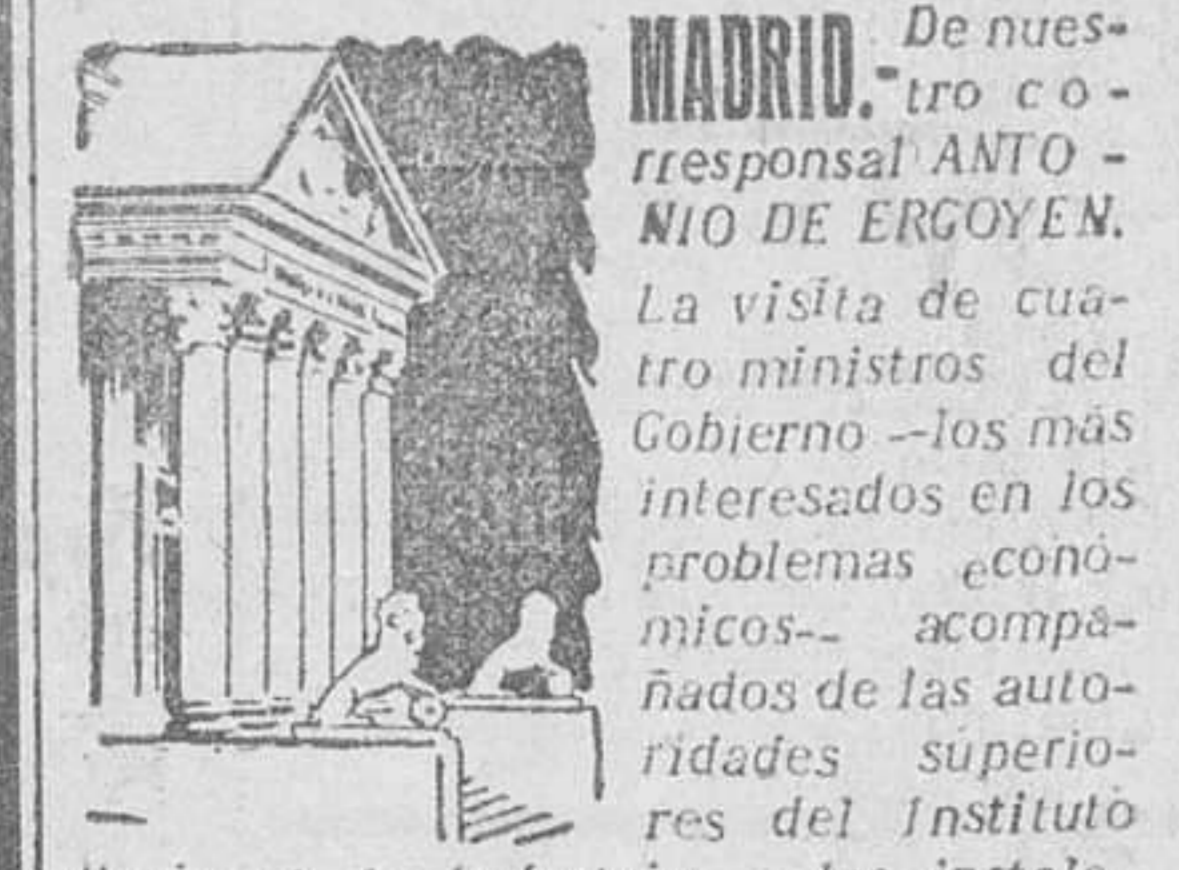 MADRID.- De nues-
tro co-
rresponsal ANTO-
NIO DE ERGOYEN.
La visita de cua-
tro ministros del
Gobierno --los más
interesados en los
problemas econó-
micos-- acompa-
ñados de las auto-
ridades superio-
res del Instituto